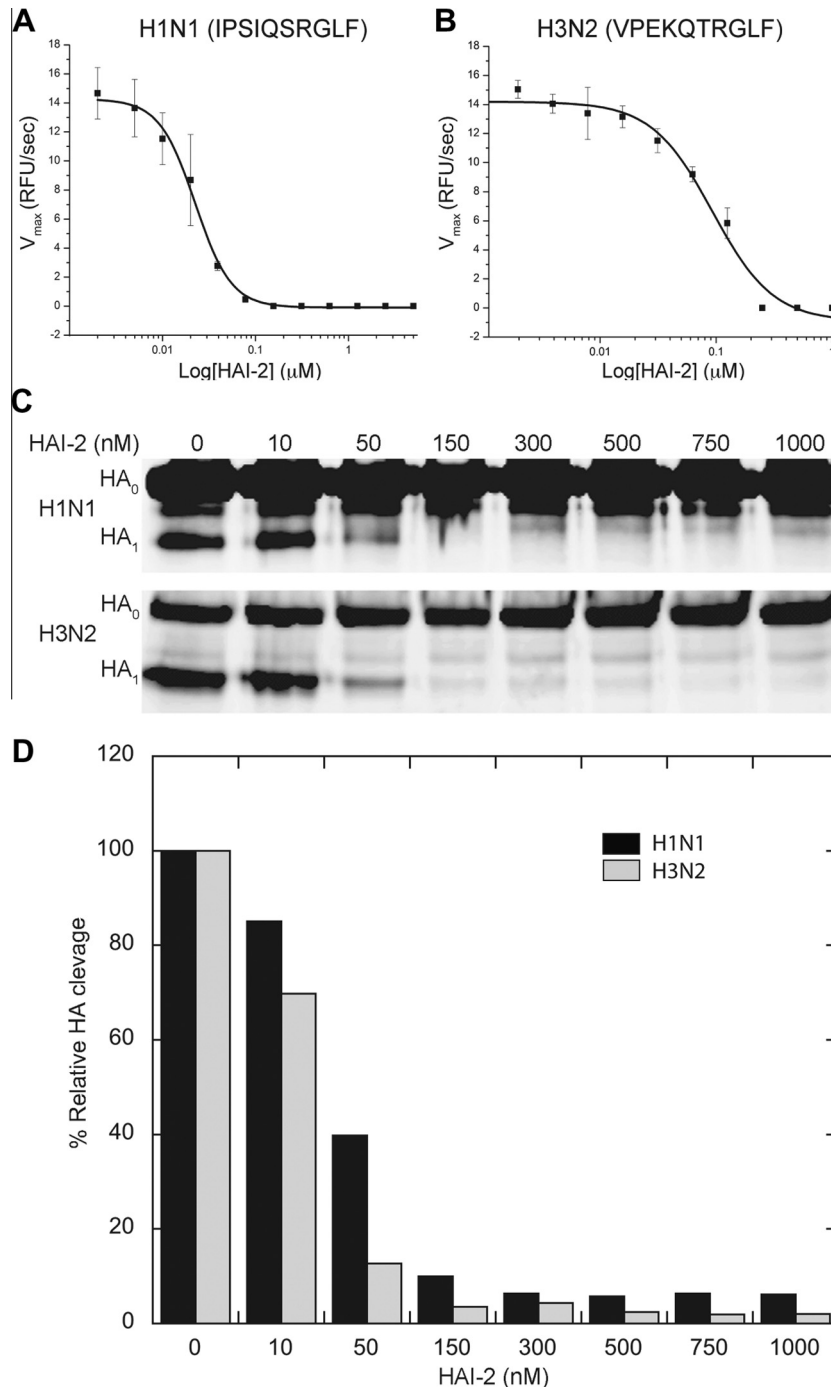 A
H1N1 (IPSIQSRGLF)
18
16
14
12
10
8
6
4
2
0
-2
V_max (RFU/sec)
0.01
0.1
1
Log[HAI-2] (μM)
B
H3N2 (VPEKQTRGLF)
18
16
14
12
10
8
6
4
2
0
-2
V_max (RFU/sec)
0.01
0.1
Log[HAI-2] (μM)
C
HAI-2 (nM) 0 10 50 150 300 500 750 1000
HA₀
H1N1
HA₁
HA₀
H3N2
HA₁
D
120
100
80
60
40
20
0
% Relative HA clevage
H1N1
H3N2
0 10 50 150 300 500 750 1000
HAI-2 (nM)